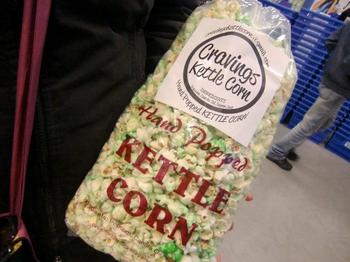 Cravings
Kettle Corn
Hand Popped KETTLE CORN!
Hand Popped
KETTLE
CORN